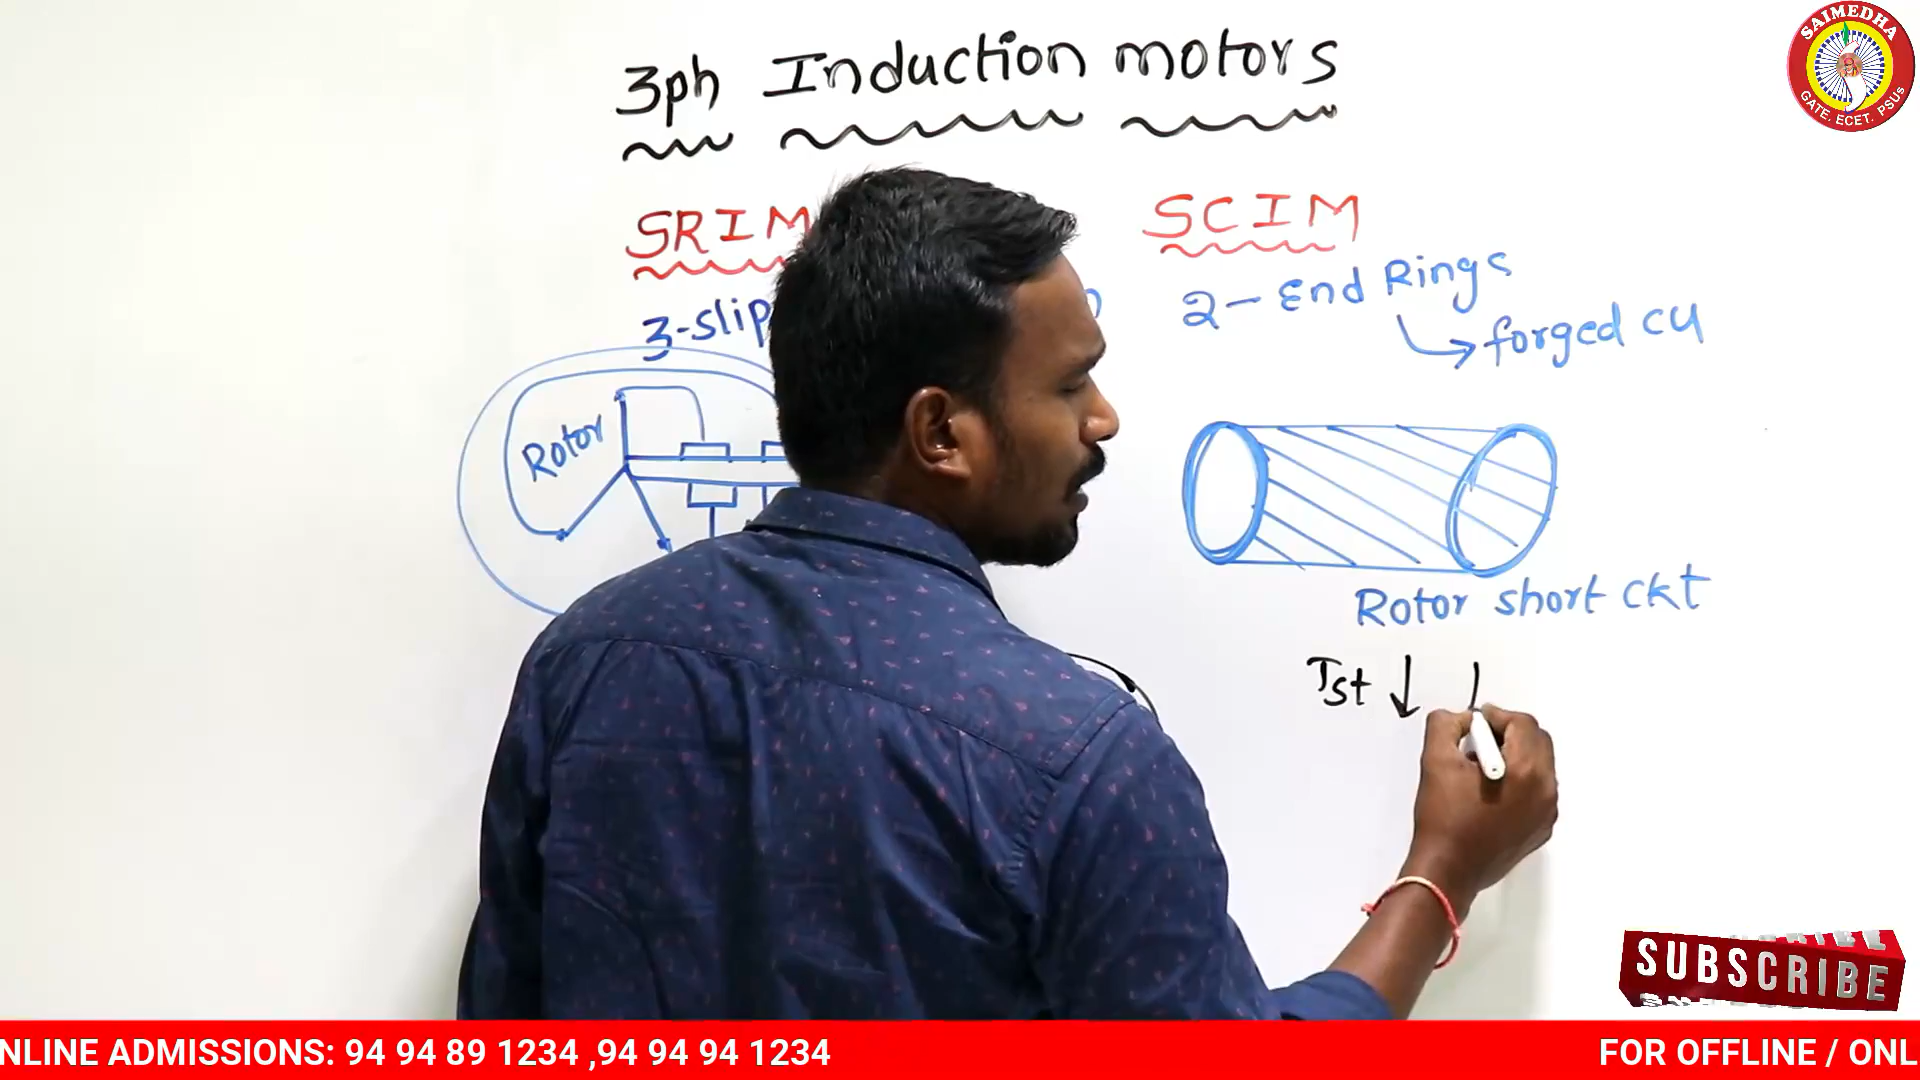 3ph Induction motors
SRIM
SCIM
3-slip
2- End Rings
forged cu
Rotor
Rotor short ckt
Tst ↓
SAIMEDHA
GATE. ECET. PSUs
SUBSCRIBE
NLINE ADMISSIONS: 94 94 89 1234 ,94 94 94 1234
FOR OFFLINE / ONL